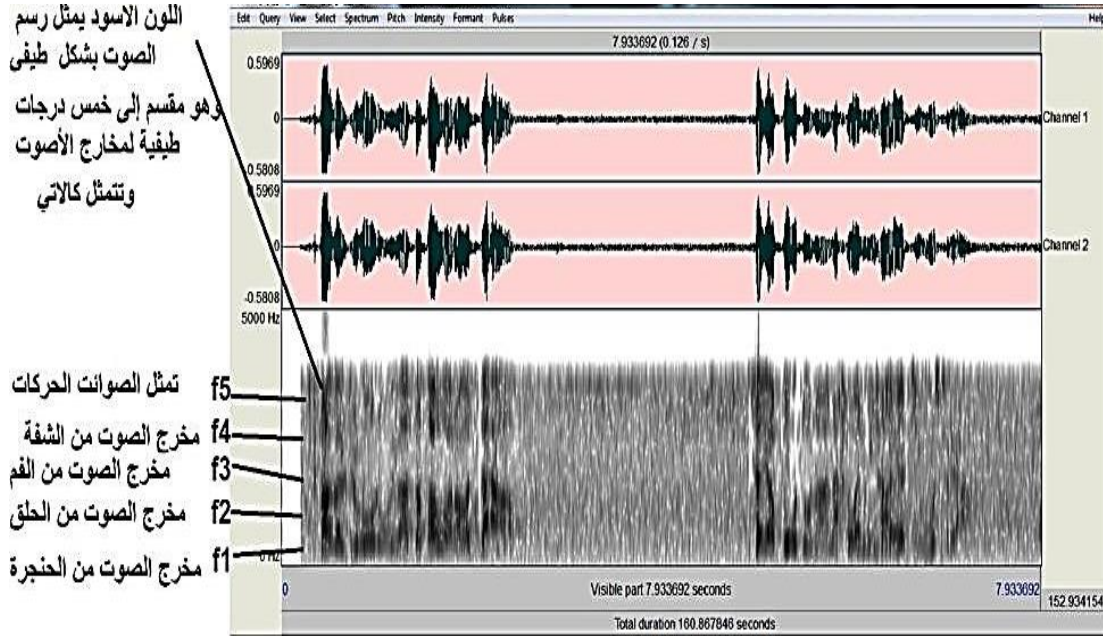 اللون الاسود يمثل رسم
الصوت بشكل طيفى
وهو مقسم إلى خمس درجات
طيفية لمخارج الأصوت
وتتمثل كالاتي
Edit Query View Select Spectrum Pitch Intensity Formant Pulses Help
7.933692 (0.126 / s)
0.5969
0
0.5808
Channel 1
0.5969
0
-0.5808
Channel 2
5000 Hz
0 Hz
f5 تمثل الصوائت الحركات
f4 مخرج الصوت من الشفة
f3 مخرج الصوت من الفم
f2 مخرج الصوت من الحلق
f1 مخرج الصوت من الحنجرة
0 Visible part 7.933692 seconds 7.933692
152.934154
Total duration 160.867846 seconds